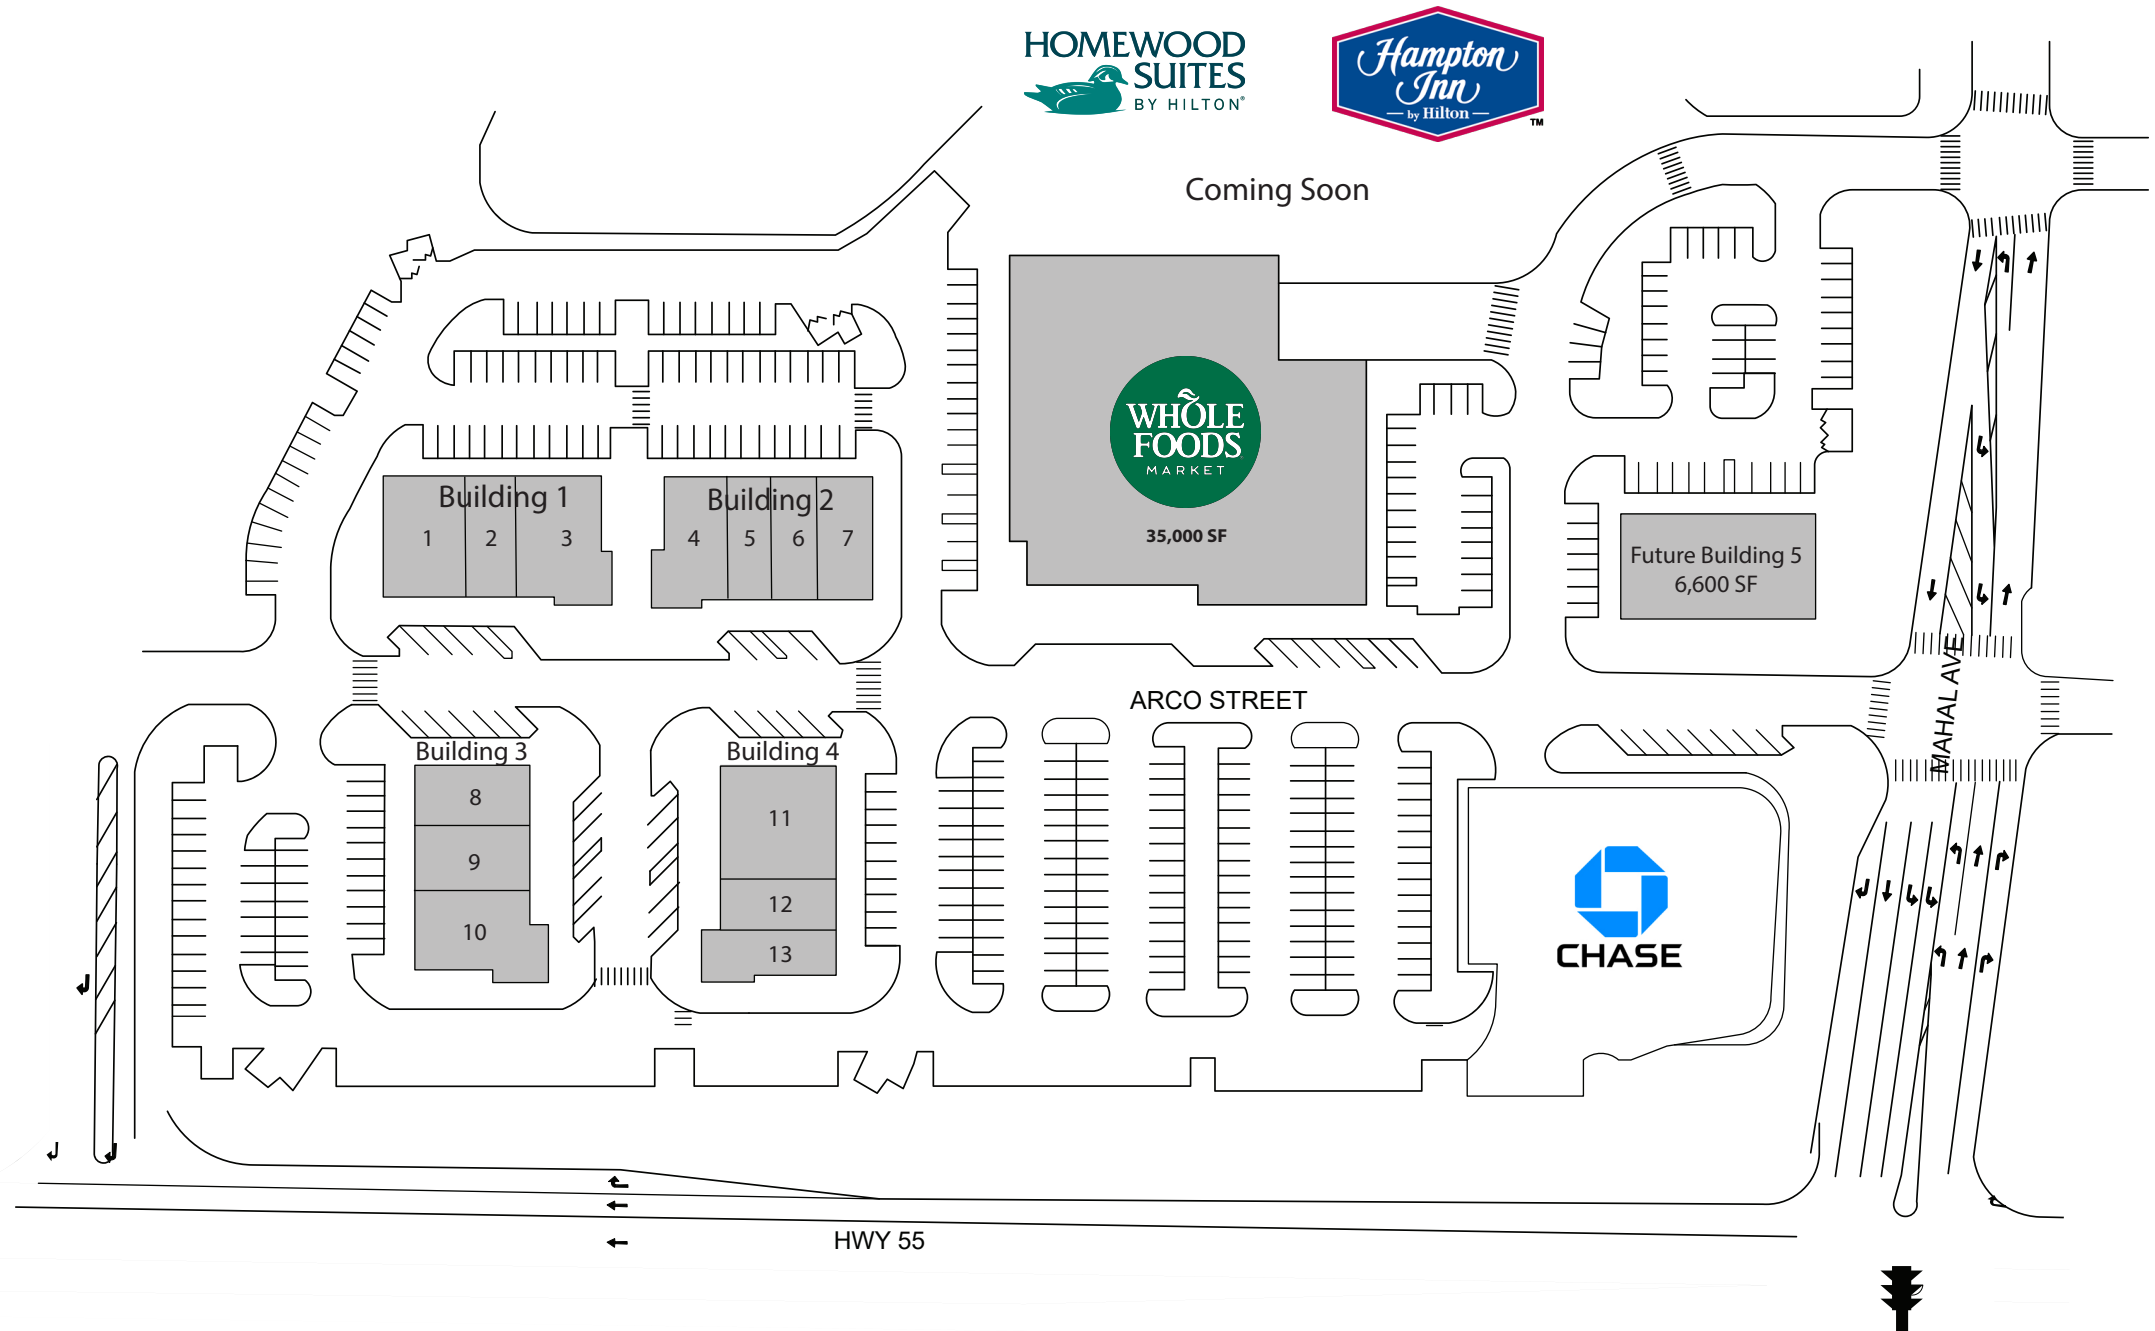 HOMEWOOD
SUITES
BY HILTON®
Hampton
Inn
by Hilton
TM
Coming Soon
WHOLE
FOODS
MARKET
35,000 SF
Building 1
1
2
3
Building 2
4
5
6
7
Future Building 5
6,600 SF
ARCO STREET
MAHAL AVE
Building 3
8
9
10
Building 4
11
12
13
CHASE
HWY 55